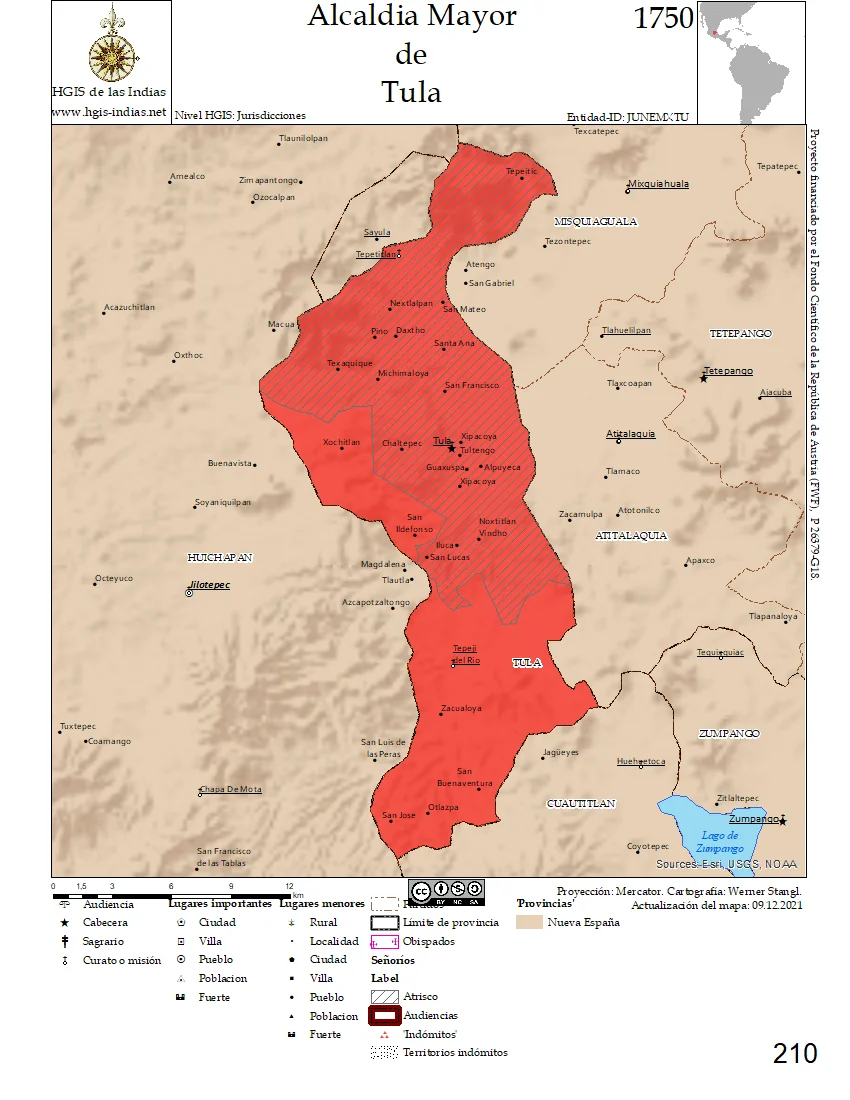 Alcaldia Mayor
de
Tula
1750
HGIS de las Indias
www.hgis-indias.net
Nivel HGIS: Jurisdicciones
Entidad-ID: JUNEMXTU
Proyecto financiado por el Fondo Científico de la República de Austria (FWF), P 26379-G18.
Tlaunilolpan
Texcatepec
Tepatepec
Amealco
Zimapantongo
Ozocalpan
Tepeitic
Mixquiahuala
MISQUIAGUALA
Sayula
Tepetitlan
Tezontepec
Atengo
San Gabriel
Acazuchitlan
Nextlalpan
San Mateo
Macua
Pino
Daxtho
Santa Ana
Tlahuelilpan
TETEPANGO
Oxthoc
Texaquique
Michimaloya
San Francisco
Tetepango
Tlaxcoapan
Ajacuba
Xochitlan
Chaltepec
Tula
Xipacoya
Tultengo
Atitalaquia
Buenavista
Guaxuspa
Alpuyeca
Xipacoya
Tlamaco
Soyaniquilpan
San
Ildefonso
Noxtitlan
Vindho
Zacamulpa
Atotonilco
ATITALAQUIA
HUICHAPAN
Iluca
San Lucas
Magdalena
Apaxco
Octeyuco
Jilotepec
Tlautla
Azcapotzaltongo
Tlapanaloya
Tepeji
del Rio
TULA
Tequixquiac
Zacualoya
Tuxtepec
Coamango
San Luis de
las Peras
Jagüeyes
ZUMPANGO
Huehuetoca
San
Buenaventura
Chapa De Mota
CUAUTITLAN
Zitlaltepec
San Jose
Otlazpa
Zumpango
Lago de
Zumpango
Coyotepec
San Francisco
de las Tablas
Sources: Esri, USGS, NOAA
0 1,5 3 6 9 12
km
CC BY NC SA
Proyección: Mercator. Cartografía: Werner Stangl.
Actualización del mapa: 09.12.2021
Audiencia
Cabecera
Sagrario
Curato o misión
Lugares importantes
Ciudad
Villa
Pueblo
Poblacion
Fuerte
Lugares menores
Rural
Localidad
Ciudad
Villa
Pueblo
Poblacion
Fuerte
Límite de provincia
Obispados
Señoríos
Label
Atrisco
Audiencias
'Indómitos'
Territorios indómitos
'Provincias'
Nueva España
210